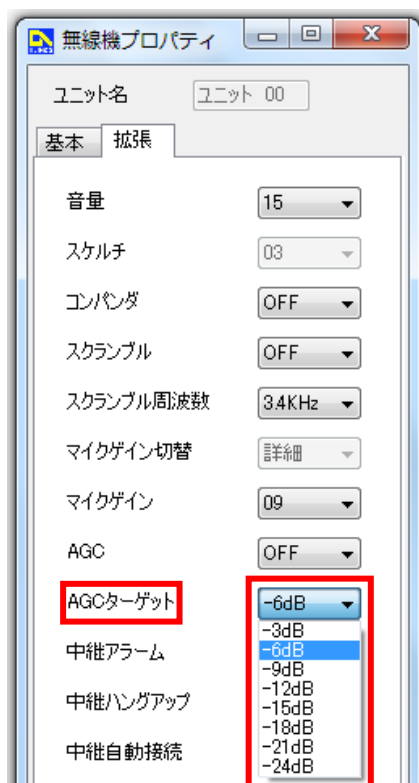 無線機プロパティ
ユニット名 ユニット 00
基本 拡張
音量 15
スケルチ 03
コンパンダ OFF
スクランブル OFF
スクランブル周波数 3.4KHz
マイクゲイン切替 詳細
マイクゲイン 09
AGC OFF
AGCターゲット -6dB
-3dB
-6dB
-9dB
-12dB
-15dB
-18dB
-21dB
-24dB
中継アラーム
中継ハングアップ
中継自動接続